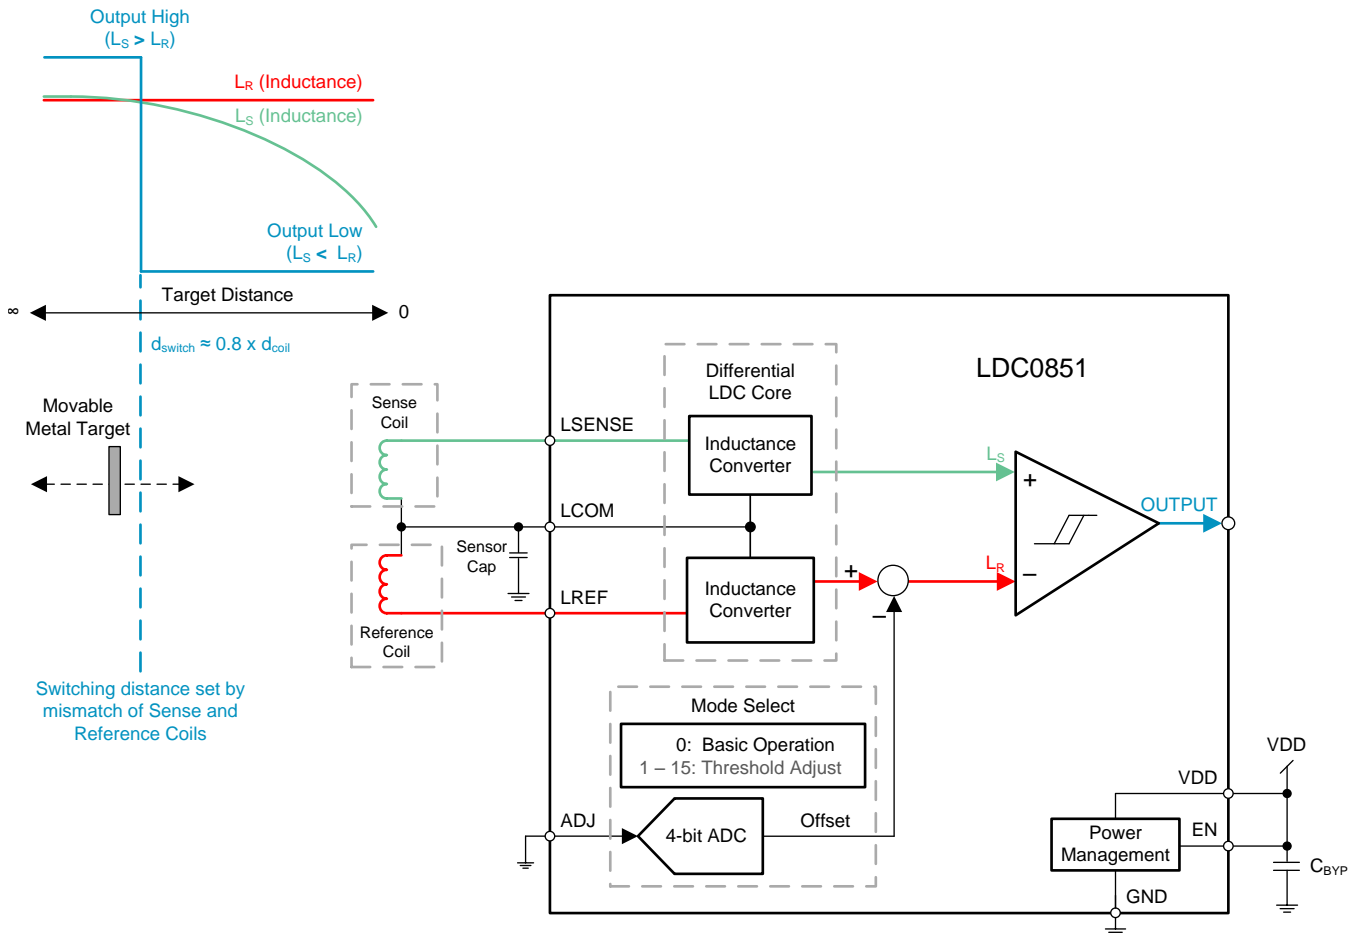 Output High
(LS > LR)
LR (Inductance)
LS (Inductance)
Output Low
(LS < LR)
Target Distance
∞
0
dswitch ≈ 0.8 x dcoil
Movable
Metal Target
Switching distance set by
mismatch of Sense and
Reference Coils
Sense
Coil
Reference
Coil
Sensor
Cap
LSENSE
LCOM
LREF
ADJ
Differential
LDC Core
Inductance
Converter
Inductance
Converter
LDC0851
LS
+
LR
−
+
−
OUTPUT
Mode Select
0: Basic Operation
1 – 15: Threshold Adjust
4-bit ADC
Offset
VDD
VDD
EN
Power
Management
GND
CBYP